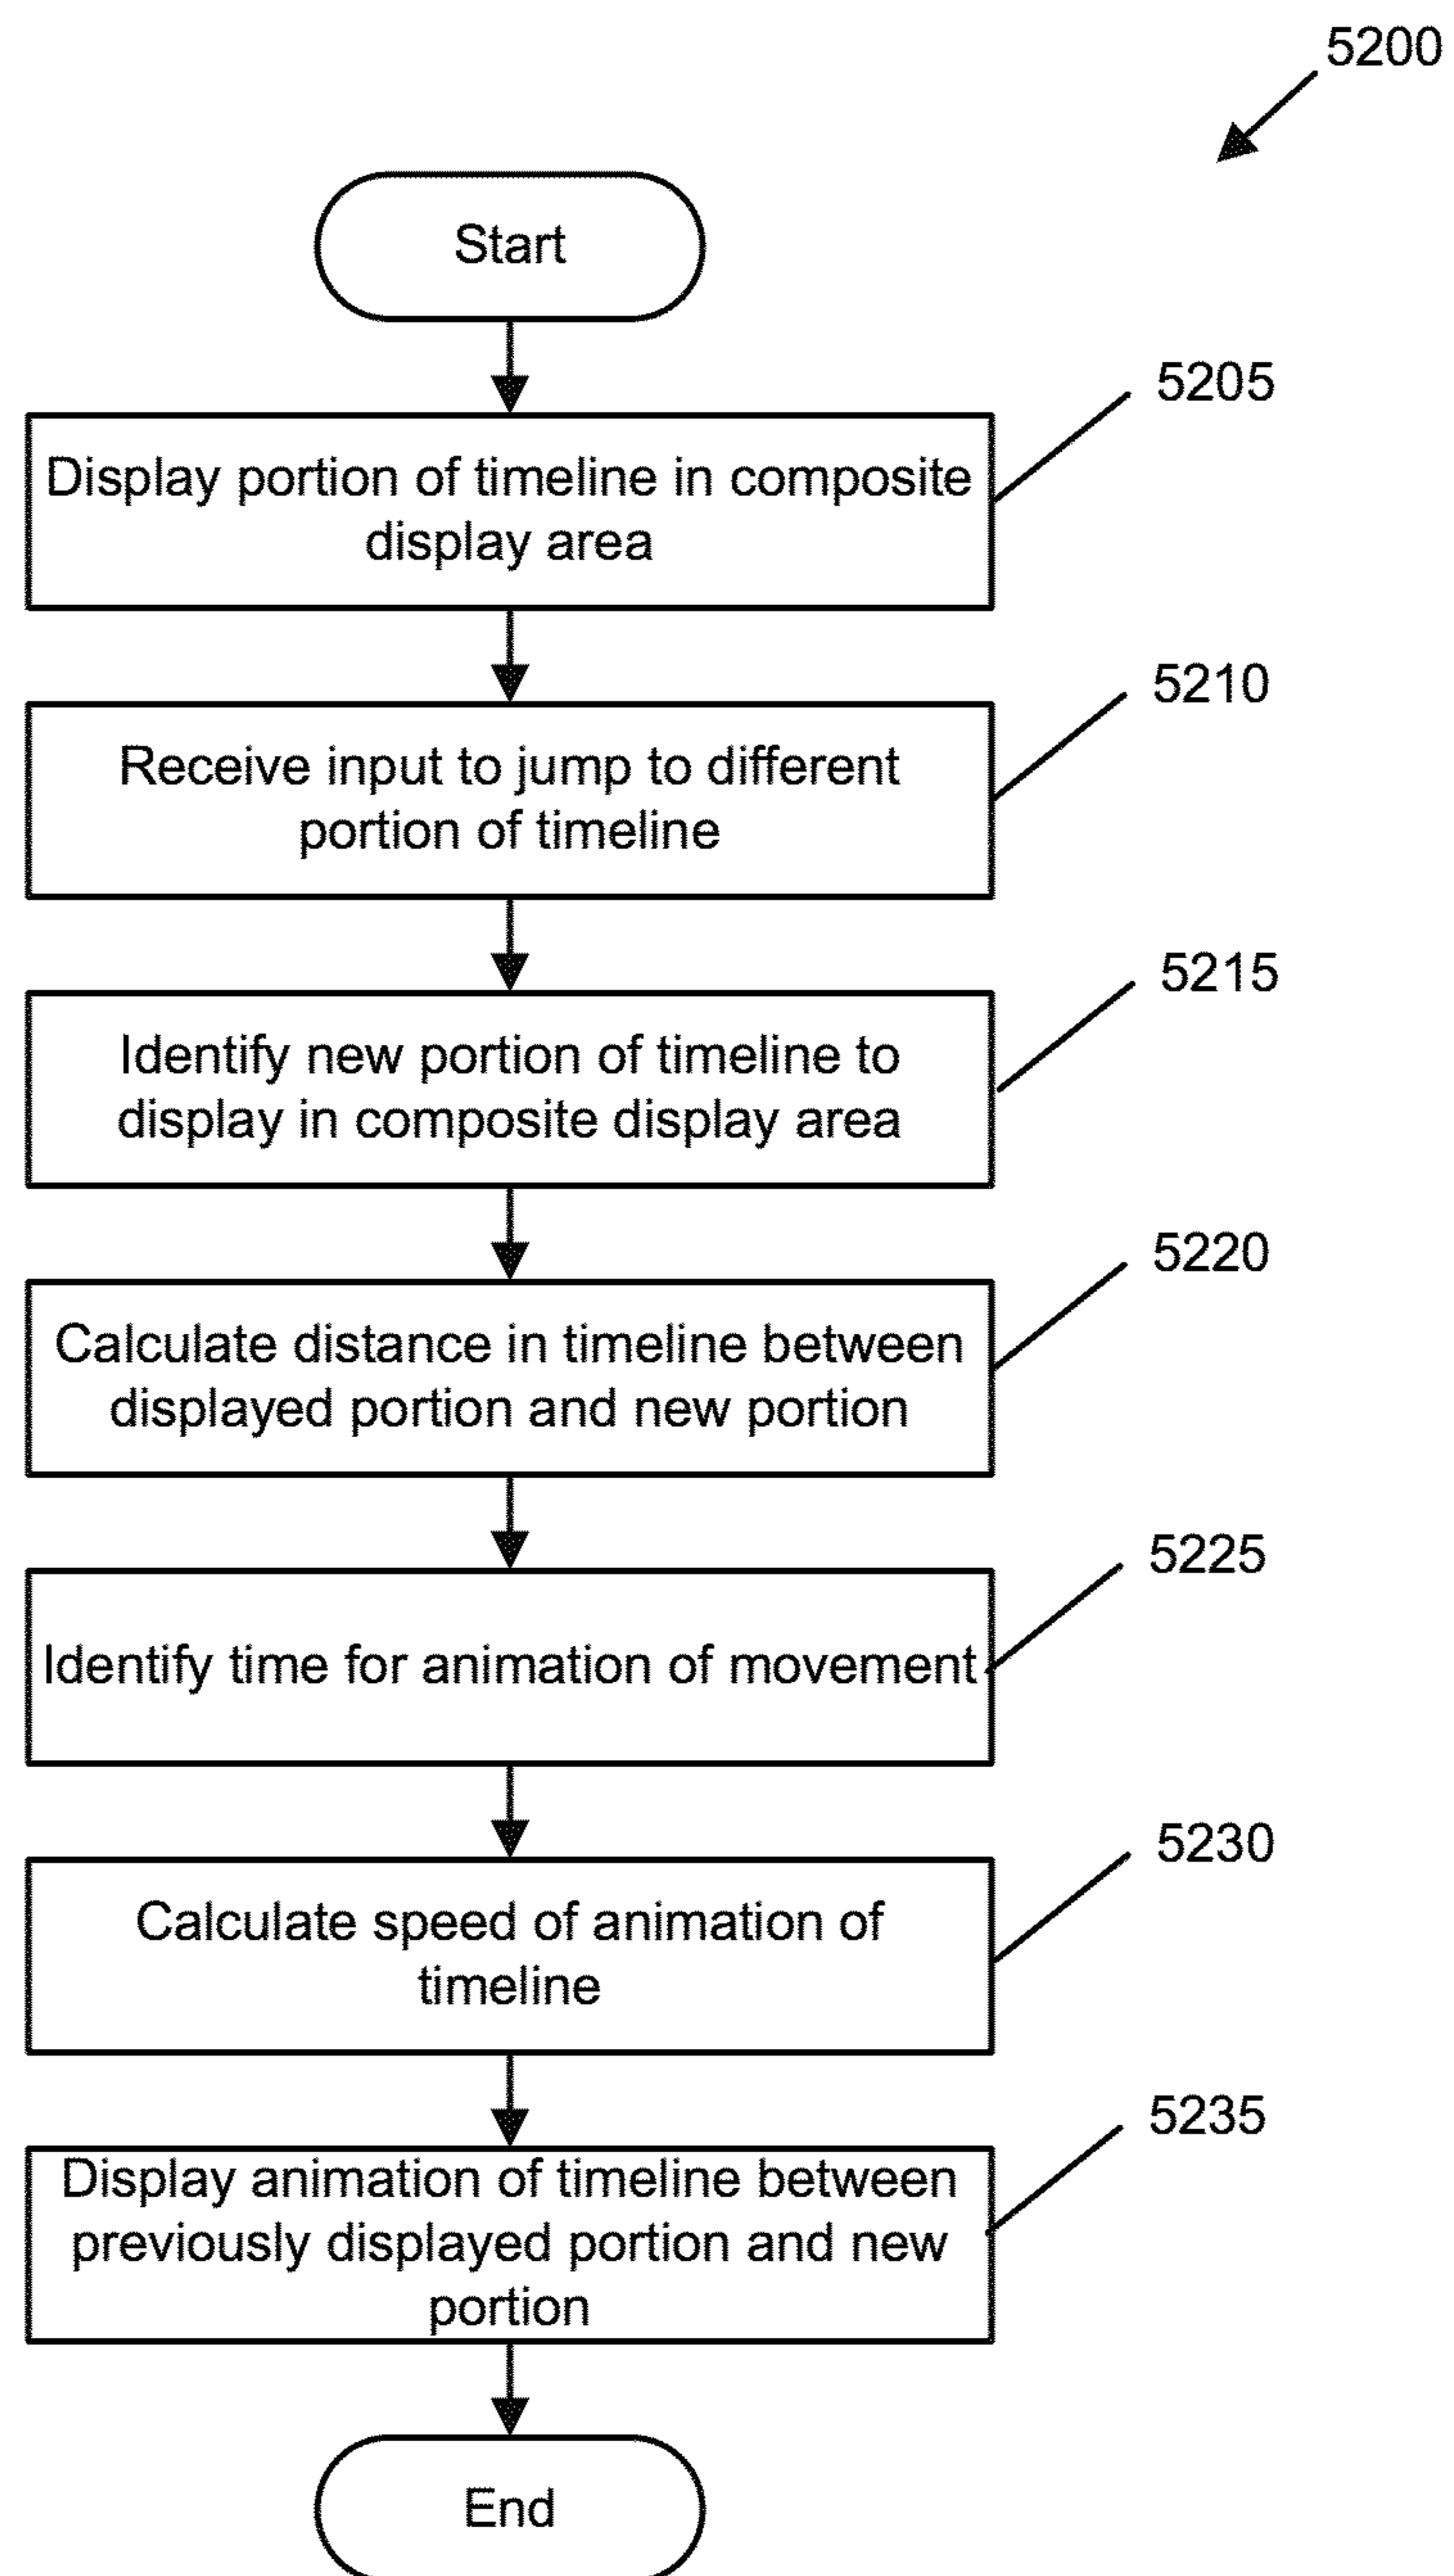 5200
Start
5205
Display portion of timeline in composite
display area
5210
Receive input to jump to different
portion of timeline
5215
Identify new portion of timeline to
display in composite display area
5220
Calculate distance in timeline between
displayed portion and new portion
5225
Identify time for animation of movement
5230
Calculate speed of animation of
timeline
5235
Display animation of timeline between
previously displayed portion and new
portion
End